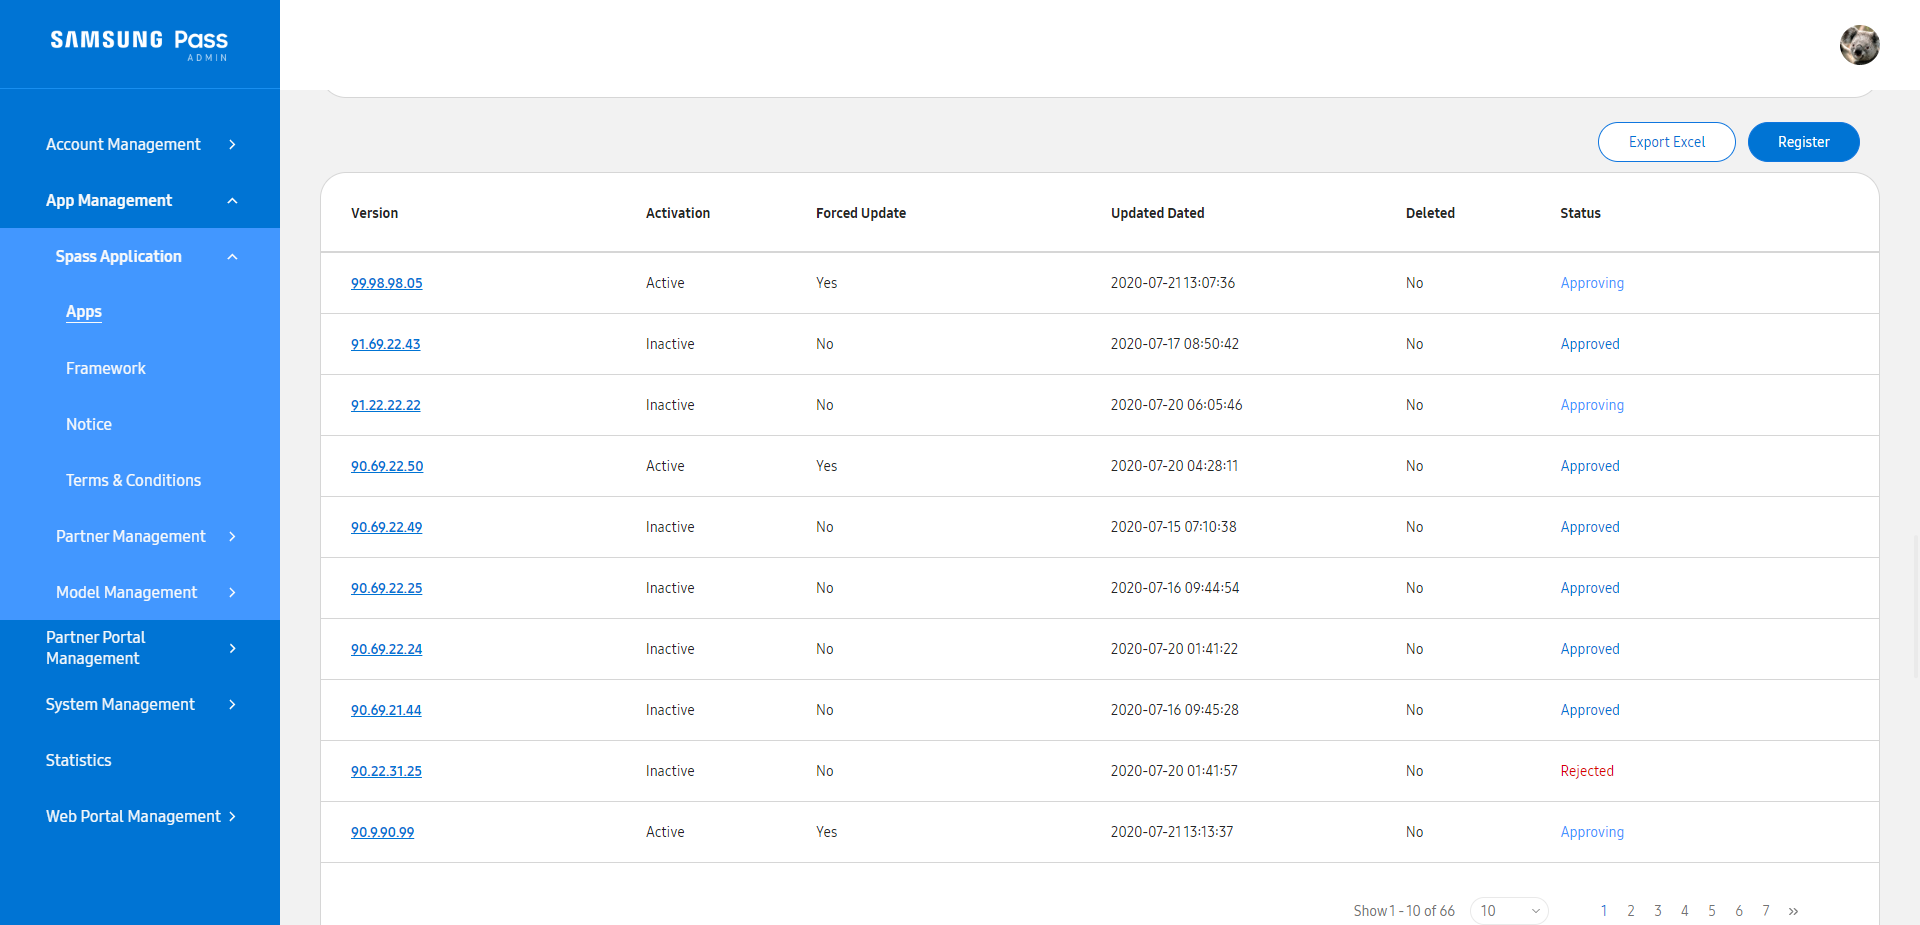 SAMSUNG Pass
ADMIN
Account Management
App Management
Spass Application
Apps
Framework
Notice
Terms & Conditions
Partner Management
Model Management
Partner Portal
Management
System Management
Statistics
Web Portal Management
Export Excel Register
Version Activation Forced Update Updated Dated Deleted Status
99.98.98.05 Active Yes 2020-07-21 13:07:36 No Approving
91.69.22.43 Inactive No 2020-07-17 08:50:42 No Approved
91.22.22.22 Inactive No 2020-07-20 06:05:46 No Approving
90.69.22.50 Active Yes 2020-07-20 04:28:11 No Approved
90.69.22.49 Inactive No 2020-07-15 07:10:38 No Approved
90.69.22.25 Inactive No 2020-07-16 09:44:54 No Approved
90.69.22.24 Inactive No 2020-07-20 01:41:22 No Approved
90.69.21.44 Inactive No 2020-07-16 09:45:28 No Approved
90.22.31.25 Inactive No 2020-07-20 01:41:57 No Rejected
90.9.90.99 Active Yes 2020-07-21 13:13:37 No Approving
Show 1 - 10 of 66 10 1 2 3 4 5 6 7 »